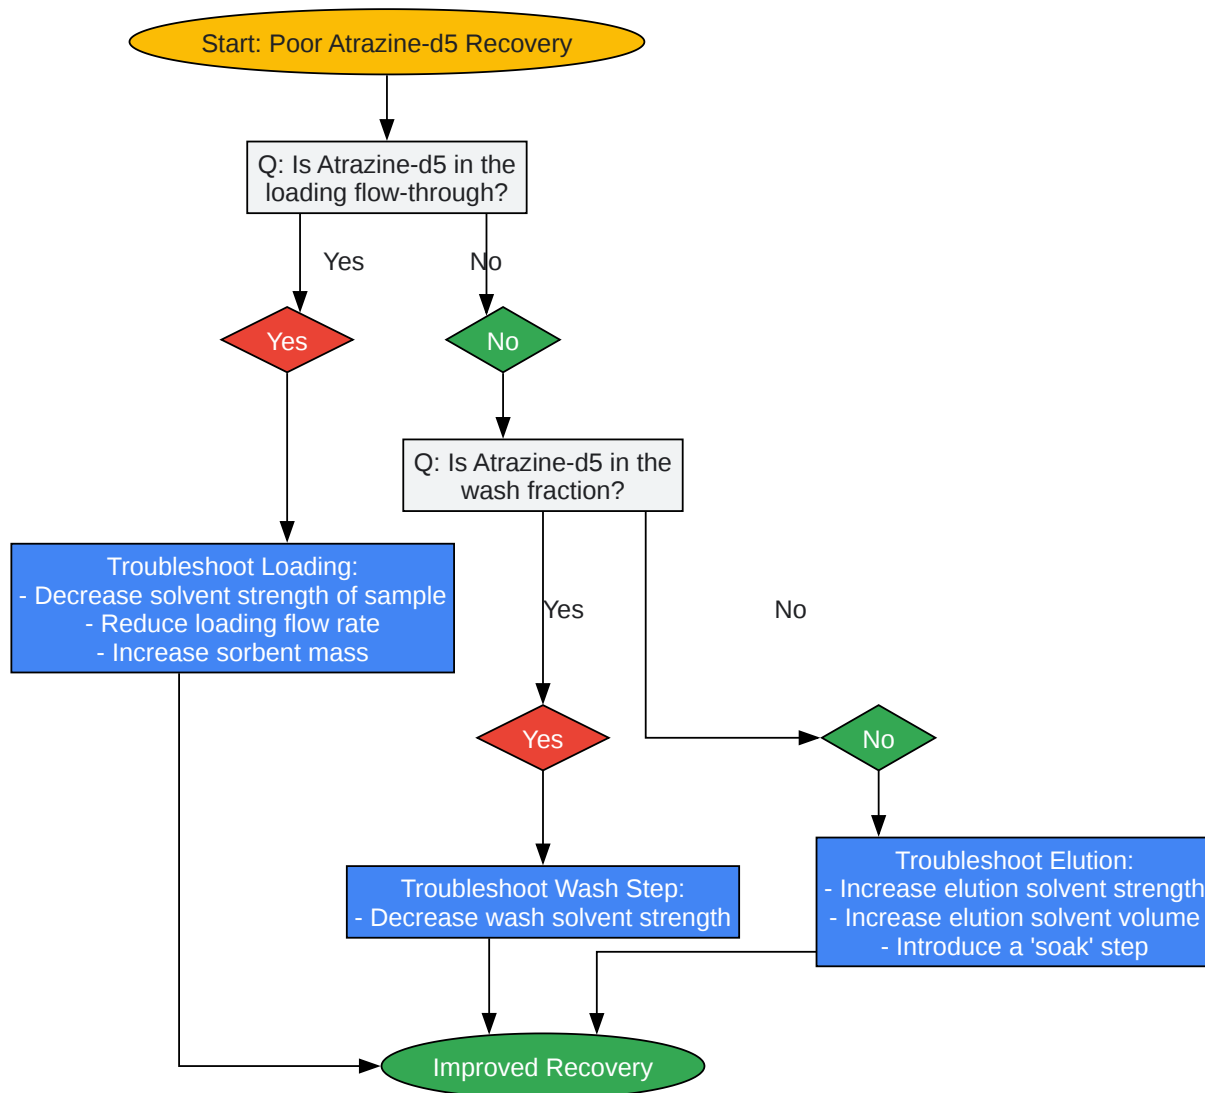 Start: Poor Atrazine-d5 Recovery
Q: Is Atrazine-d5 in the
loading flow-through?
Yes
No
Yes
No
Q: Is Atrazine-d5 in the
wash fraction?
Troubleshoot Loading:
- Decrease solvent strength of sample
- Reduce loading flow rate
- Increase sorbent mass
Yes
No
Yes
No
Troubleshoot Wash Step:
- Decrease wash solvent strength
Troubleshoot Elution:
- Increase elution solvent strength
- Increase elution solvent volume
- Introduce a 'soak' step
Improved Recovery